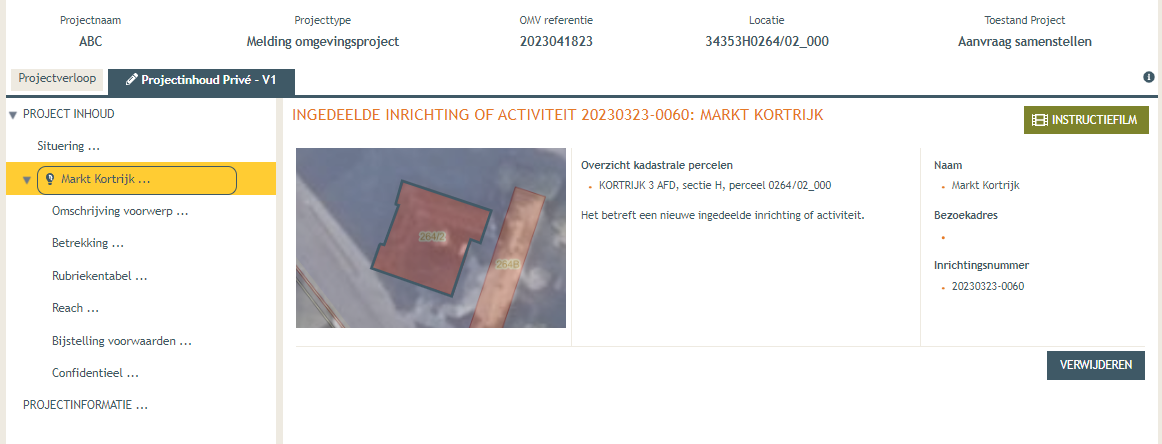 Projectnaam Projecttype OMV referentie Locatie Toestand Project
ABC Melding omgevingsproject 2023041823 34353H0264/02_000 Aanvraag samenstellen
Projectverloop Projectinhoud Privé - V1
PROJECT INHOUD
Situering ...
Markt Kortrijk ...
Omschrijving voorwerp ...
Betrekking ...
Rubriekentabel ...
Reach ...
Bijstelling voorwaarden ...
Confidentieel ...
PROJECTINFORMATIE ...
INGEDEELDE INRICHTING OF ACTIVITEIT 20230323-0060: MARKT KORTRIJK
INSTRUCTIEFILM
264/2
264B
Overzicht kadastrale percelen
KORTRIJK 3 AFD, sectie H, perceel 0264/02_000
Het betreft een nieuwe ingedeelde inrichting of activiteit.
Naam
Markt Kortrijk
Bezoekadres
Inrichtingsnummer
20230323-0060
VERWIJDEREN